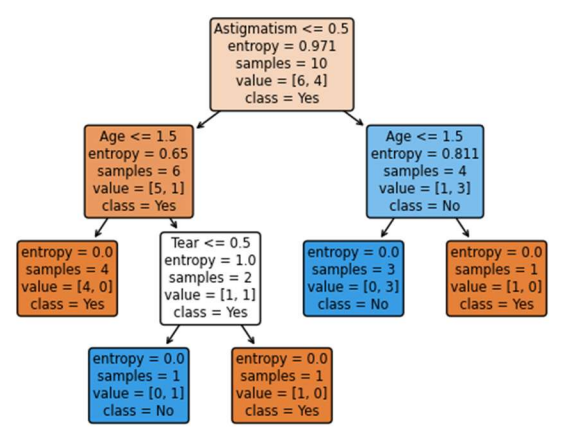 Astigmatism <= 0.5
entropy = 0.971
samples = 10
value = [6, 4]
class = Yes
Age <= 1.5
entropy = 0.65
samples = 6
value = [5, 1]
class = Yes
Age <= 1.5
entropy = 0.811
samples = 4
value = [1, 3]
class = No
entropy = 0.0
samples = 4
value = [4, 0]
class = Yes
Tear <= 0.5
entropy = 1.0
samples = 2
value = [1, 1]
class = Yes
entropy = 0.0
samples = 3
value = [0, 3]
class = No
entropy = 0.0
samples = 1
value = [1, 0]
class = Yes
entropy = 0.0
samples = 1
value = [0, 1]
class = No
entropy = 0.0
samples = 1
value = [1, 0]
class = Yes